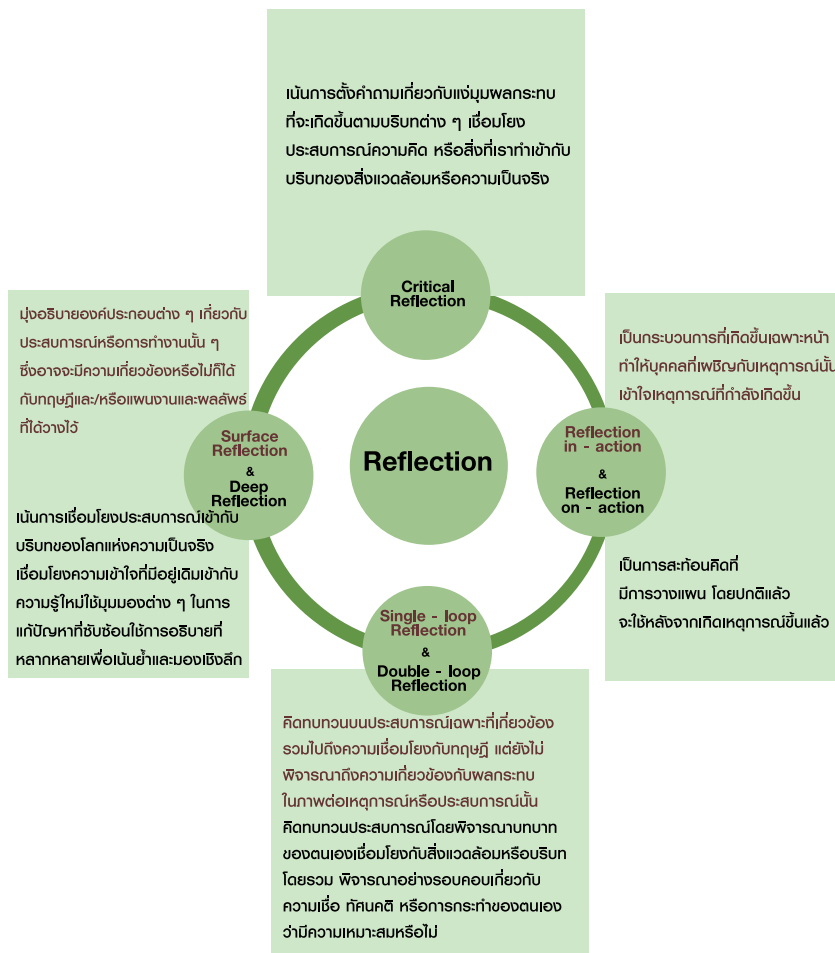 เน้นการตั้งคำถามเกี่ยวกับแง่มุมผลกระทบ
ที่จะเกิดขึ้นตามบริบทต่าง ๆ เชื่อมโยง
ประสบการณ์ความคิด หรือสิ่งที่เราทำเข้ากับ
บริบทของสิ่งแวดล้อมหรือความเป็นจริง
Critical
Reflection
มุ่งอธิบายองค์ประกอบต่าง ๆ เกี่ยวกับ
ประสบการณ์หรือการทำงานนั้น ๆ
ซึ่งอาจจะมีความเกี่ยวข้องหรือไม่ก็ได้
กับทฤษฎีและ/หรือแผนงานและผลลัพธ์
ที่ได้วางไว้
Surface
Reflection
&
Deep
Reflection
เน้นการเชื่อมโยงประสบการณ์เข้ากับ
บริบทของโลกแห่งความเป็นจริง
เชื่อมโยงความเข้าใจที่มีอยู่เดิมเข้ากับ
ความรู้ใหม่ใช้มุมมองต่าง ๆ ในการ
แก้ปัญหาที่ซับซ้อนใช้การอธิบายที่
หลากหลายเพื่อเน้นย้ำและมองเชิงลึก
Reflection
เป็นกระบวนการที่เกิดขึ้นเฉพาะหน้า
ทำให้บุคคลที่เผชิญกับเหตุการณ์นั้น
เข้าใจเหตุการณ์ที่กำลังเกิดขึ้น
Reflection
in - action
&
Reflection
on - action
เป็นการสะท้อนคิดที่
มีการวางแผน โดยปกติแล้ว
จะใช้หลังจากเกิดเหตุการณ์ขึ้นแล้ว
Single - loop
Reflection
&
Double - loop
Reflection
คิดทบทวนบนประสบการณ์เฉพาะที่เกี่ยวข้อง
รวมไปถึงความเชื่อมโยงกับทฤษฎี แต่ยังไม่
พิจารณาถึงความเกี่ยวข้องกับผลกระทบ
ในภาพต่อเหตุการณ์หรือประสบการณ์นั้น
คิดทบทวนประสบการณ์โดยพิจารณาบทบาท
ของตนเองเชื่อมโยงกับสิ่งแวดล้อมหรือบริบท
โดยรวม พิจารณาอย่างรอบคอบเกี่ยวกับ
ความเชื่อ ทัศนคติ หรือการกระทำของตนเอง
ว่ามีความเหมาะสมหรือไม่